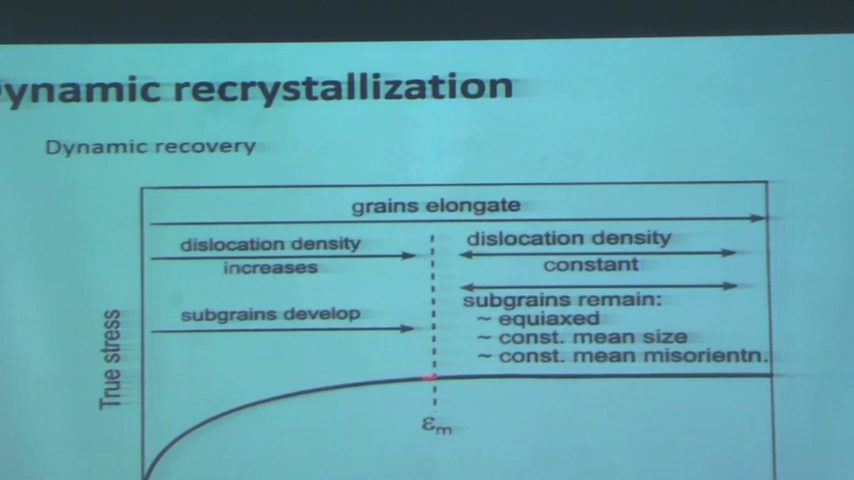 ynamic recrystallization
Dynamic recovery
grains elongate
dislocation density
increases
subgrains develop
dislocation density
constant
subgrains remain:
~ equiaxed
~ const. mean size
~ const. mean misorientn.
True stress
εm